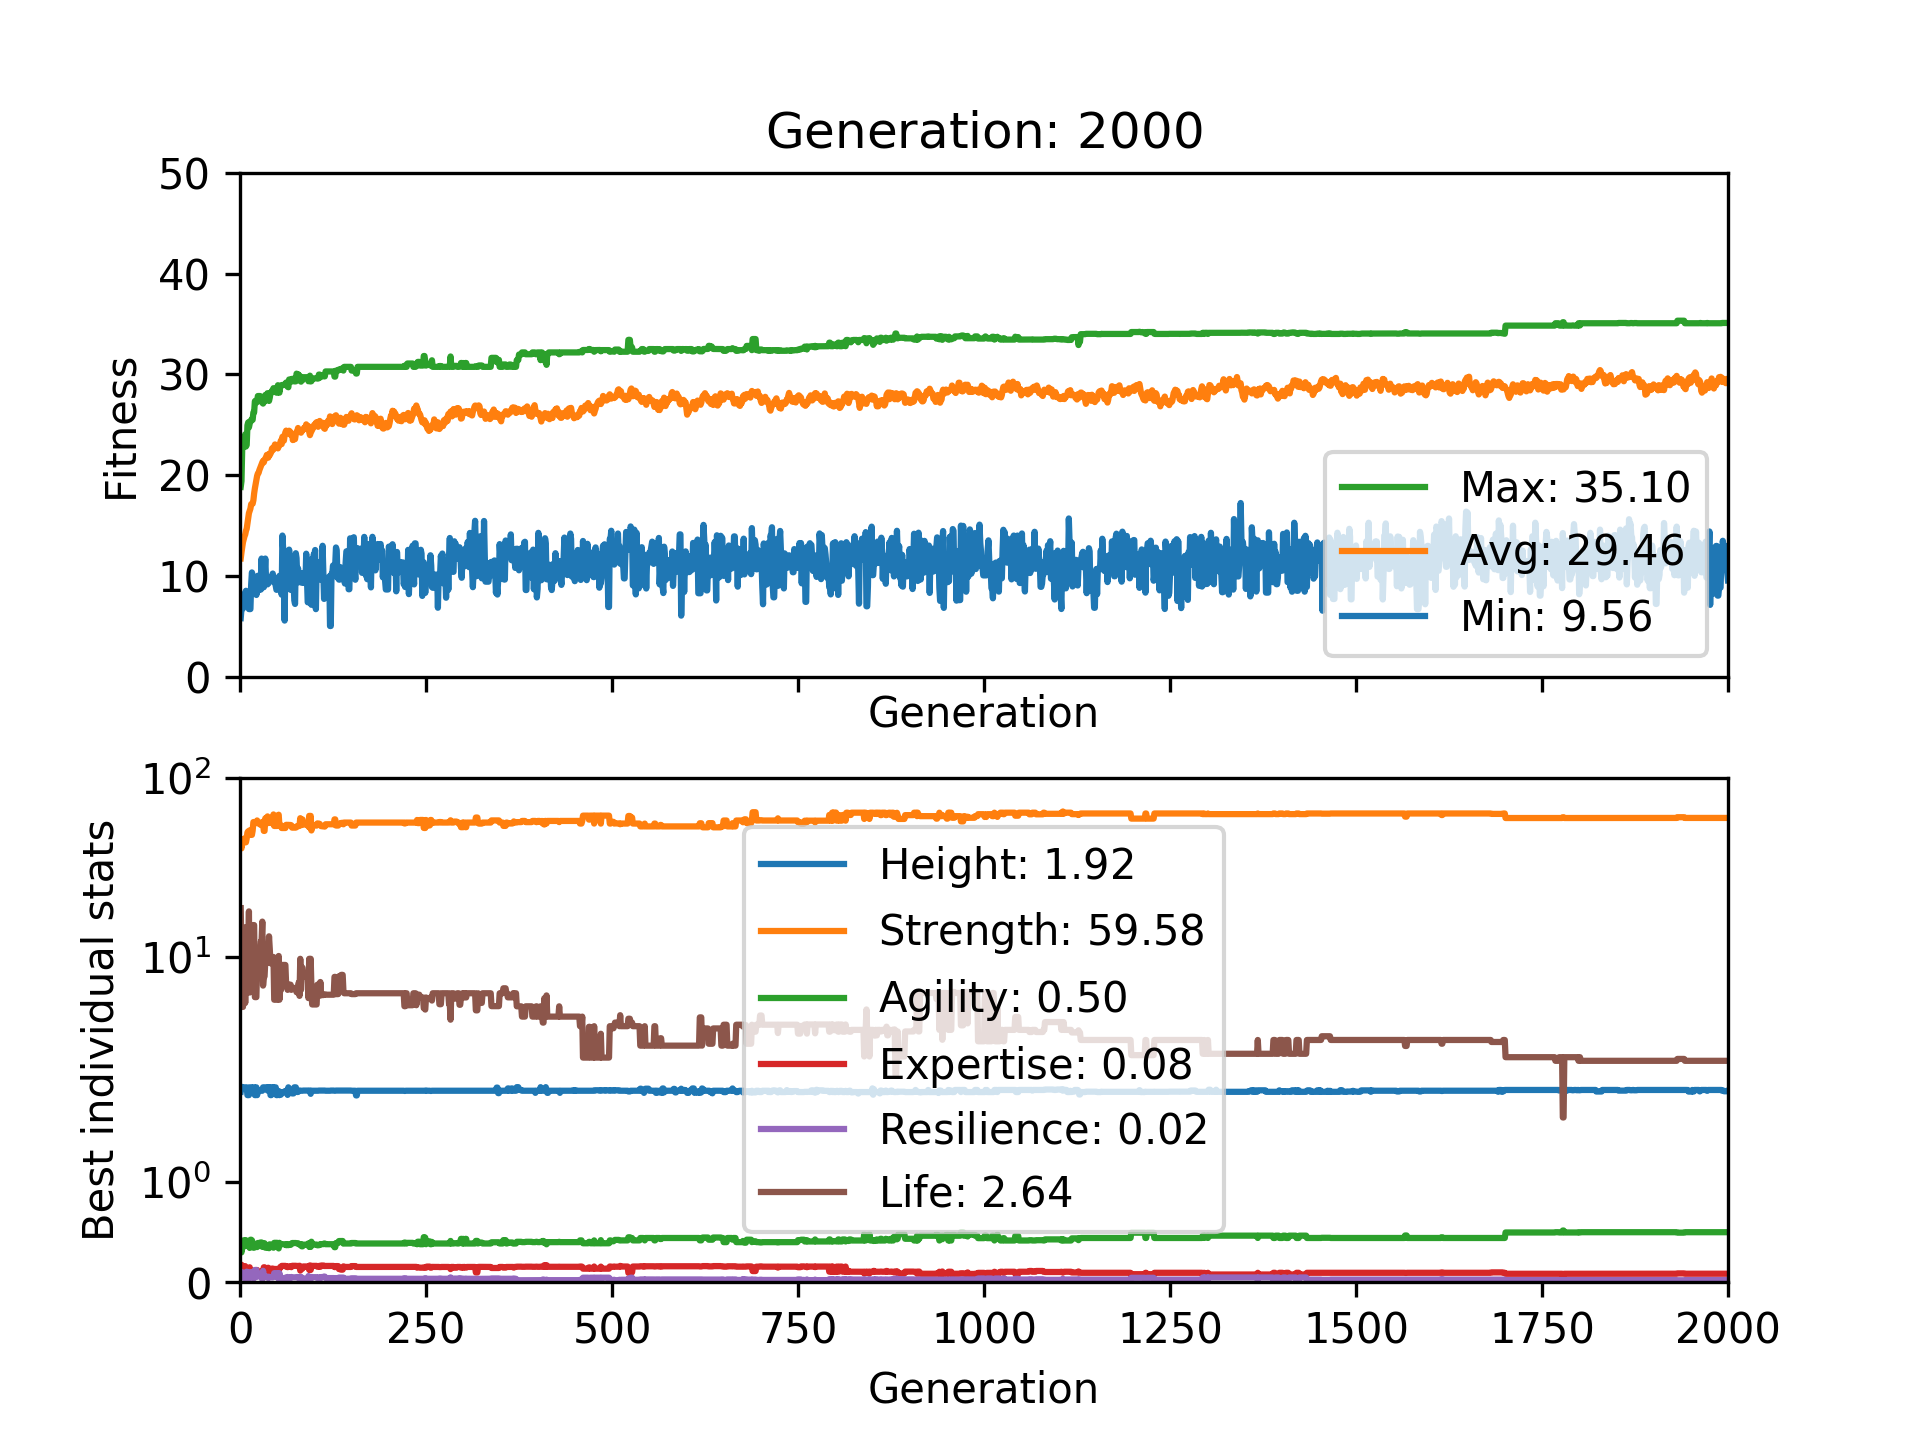 Generation: 2000
50
40
30
20
10
0
Fitness
Max: 35.10
Avg: 29.46
Min: 9.56
Generation
10²
10¹
10⁰
0
Best individual stats
Height: 1.92
Strength: 59.58
Agility: 0.50
Expertise: 0.08
Resilience: 0.02
Life: 2.64
0 250 500 750 1000 1250 1500 1750 2000
Generation